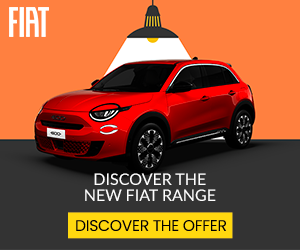 FIAT
DISCOVER THE
NEW FIAT RANGE
DISCOVER THE OFFER